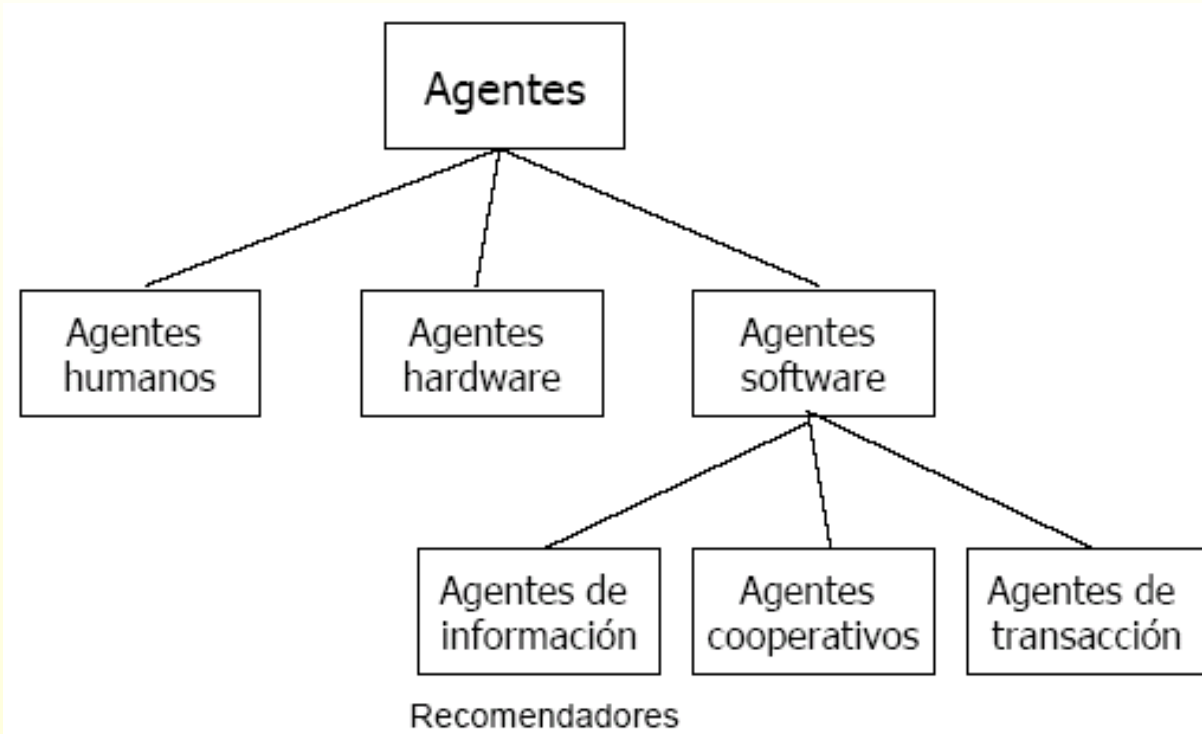 Agentes
Agentes
humanos
Agentes
hardware
Agentes
software
Agentes de
información
Agentes
cooperativos
Agentes de
transacción
Recomendadores